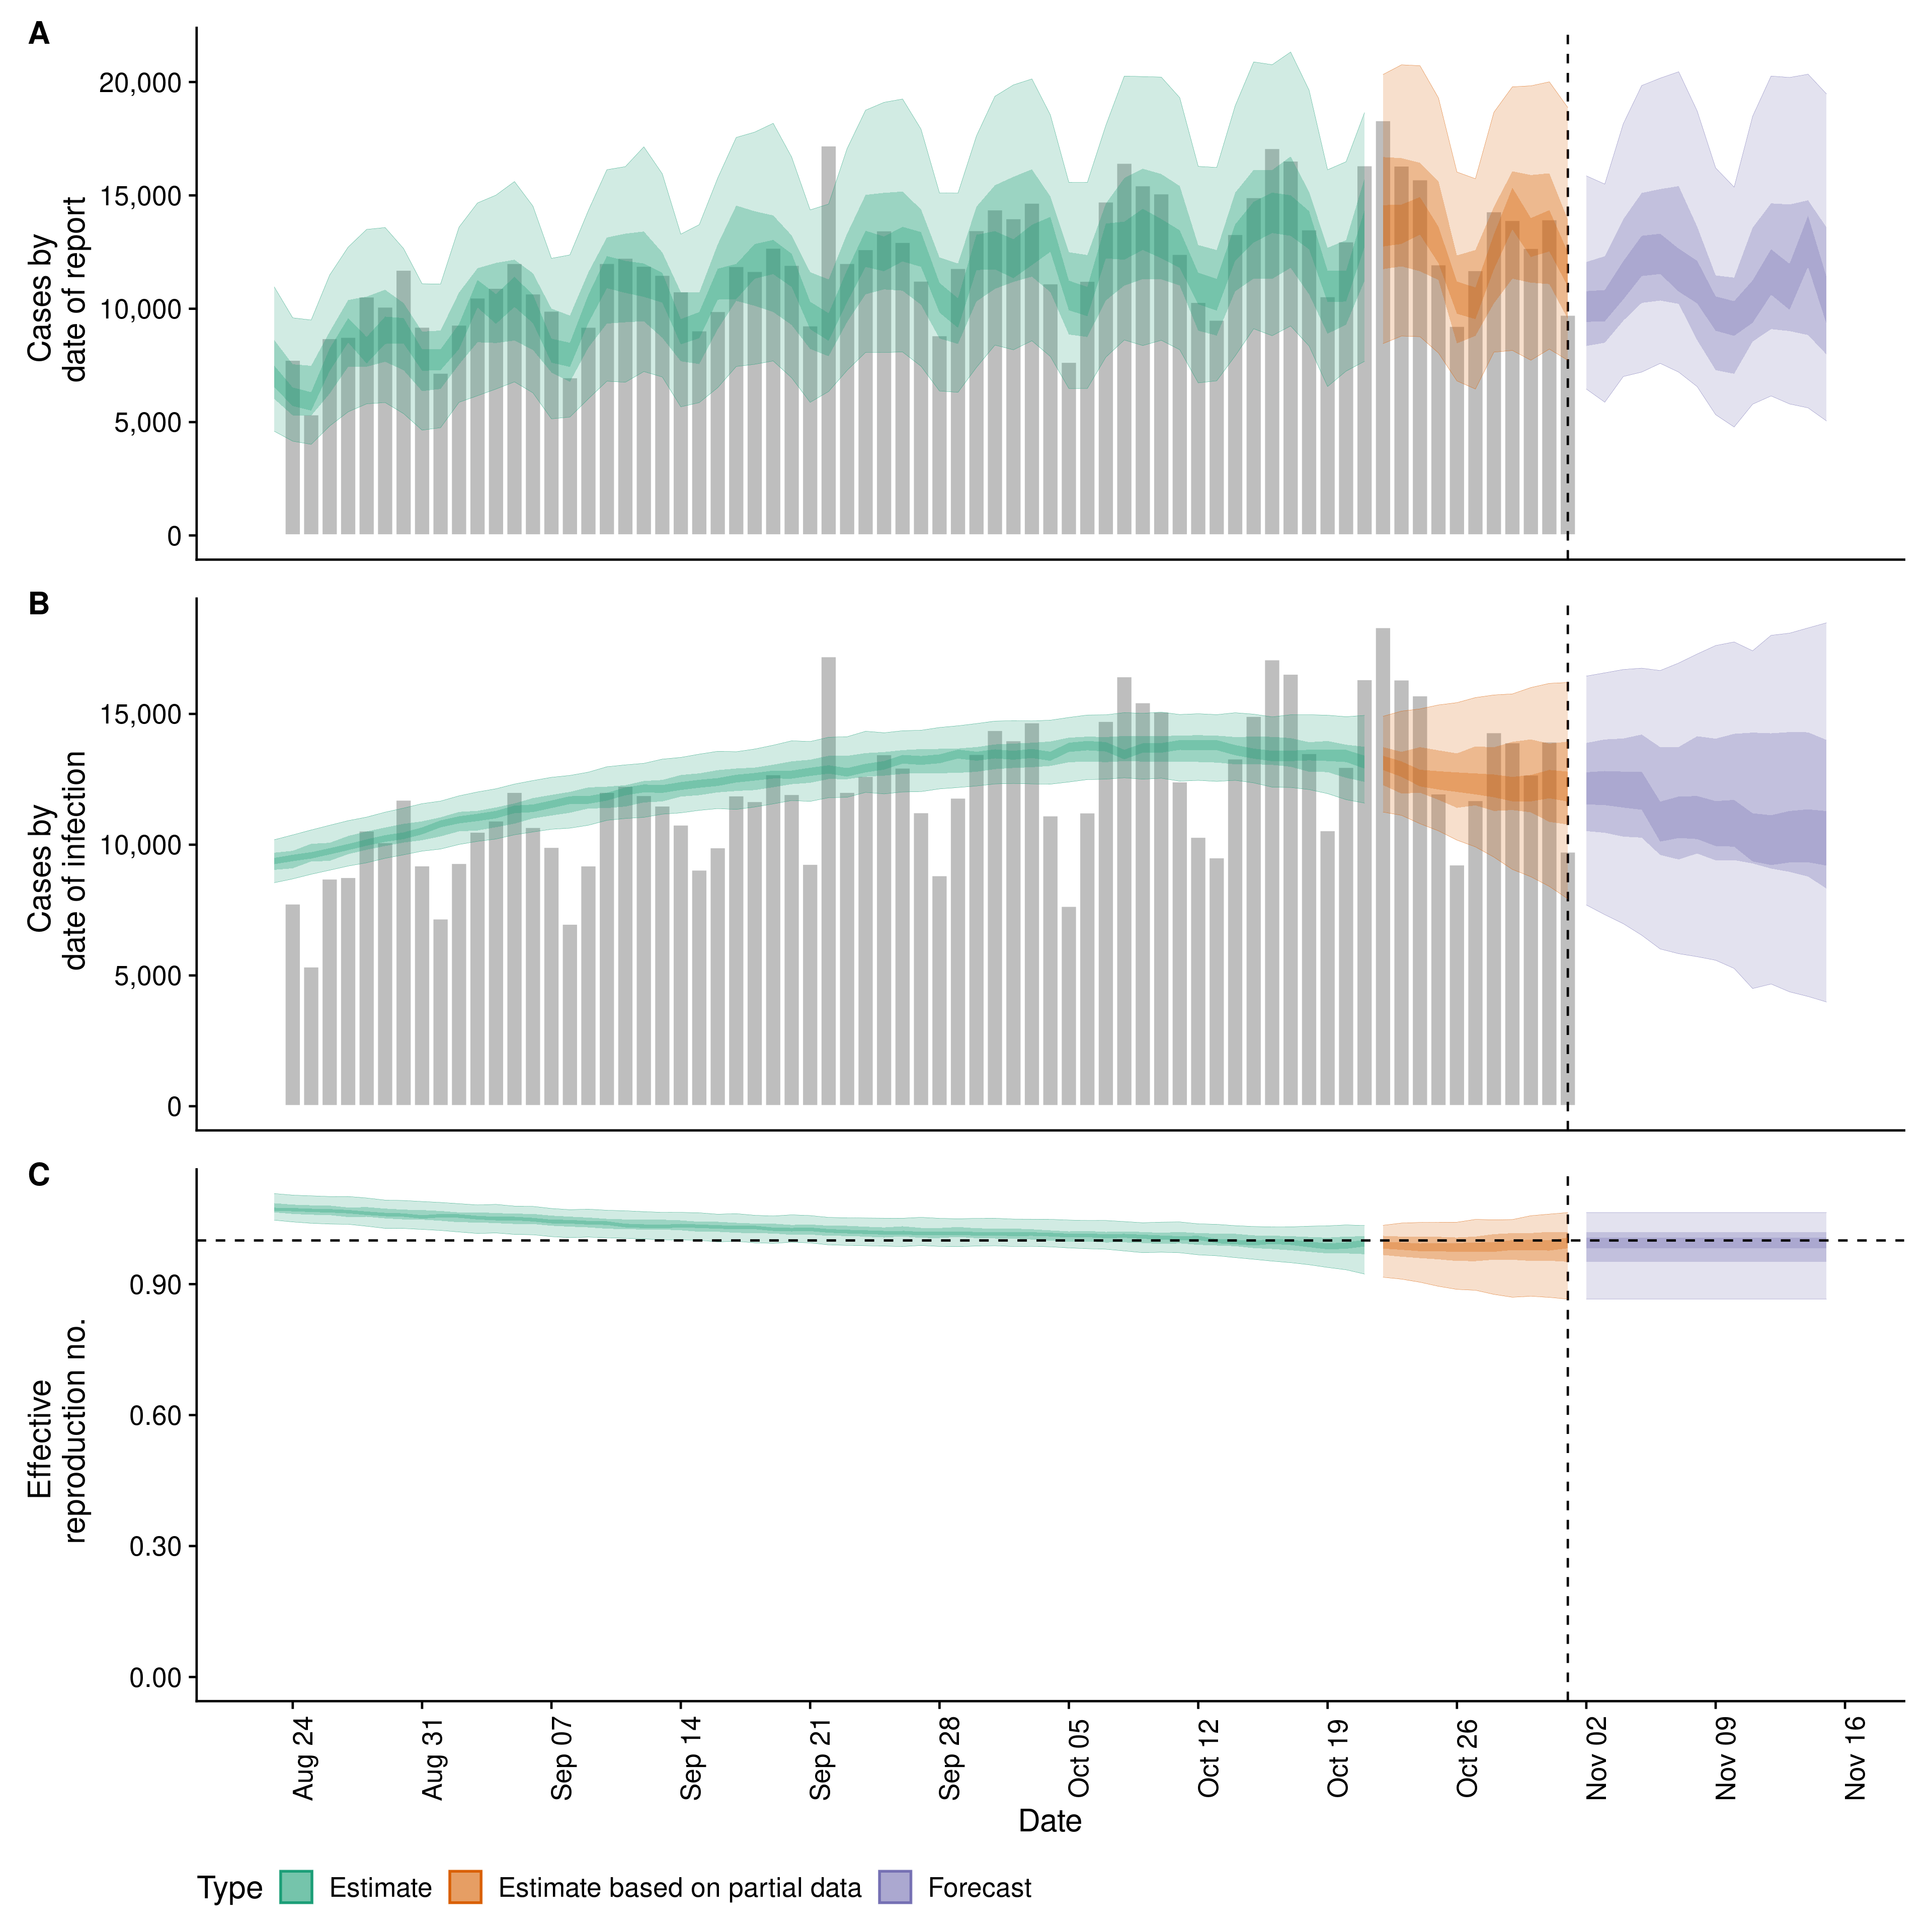 A
Cases by
date of report
20,000
15,000
10,000
5,000
0
B
Cases by
date of infection
15,000
10,000
5,000
0
C
Effective
reproduction no.
0.90
0.60
0.30
0.00
Aug 24
Aug 31
Sep 07
Sep 14
Sep 21
Sep 28
Oct 05
Oct 12
Oct 19
Oct 26
Nov 02
Nov 09
Nov 16
Date
Type Estimate Estimate based on partial data Forecast